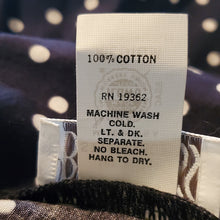 100% COTTON
RN 19362
MACHINE WASH
COLD.
LT. & DK.
SEPARATE.
NO BLEACH.
HANG TO DRY.